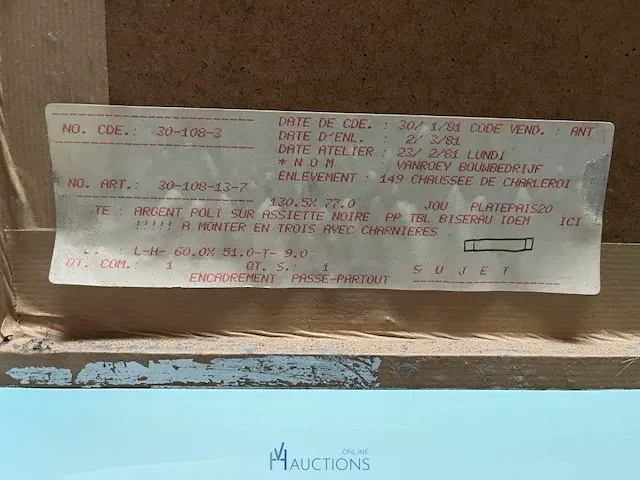 NO. CDE.: 30-108-3
DATE DE CDE. : 30/ 1/81 CODE VEND. : ANT
DATE D'ENL. : 2/ 3/81
DATE ATELIER : 23/ 2/81 LUNDI
* N O M : VANROEY BOUWBEDRIJF
ENLEVEMENT : 149 CHAUSSEE DE CHARLEROI
NO. ART.: 30-108-13-7
130.5X 77.0 JOU PLATEPAIS20
TE : ARGENT POLI SUR ASSIETTE NOIRE PP TBL BISERAU IDEM ICI
!!!!! A MONTER EN TROIS AVEC CHARNIERES
L-H- 60.0X 51.0-T- 9.0
QT. COM.: 1 QT. S.: 1 S U J E T
ENCADREMENT PASSE-PARTOUT
VH ONLINE AUCTIONS